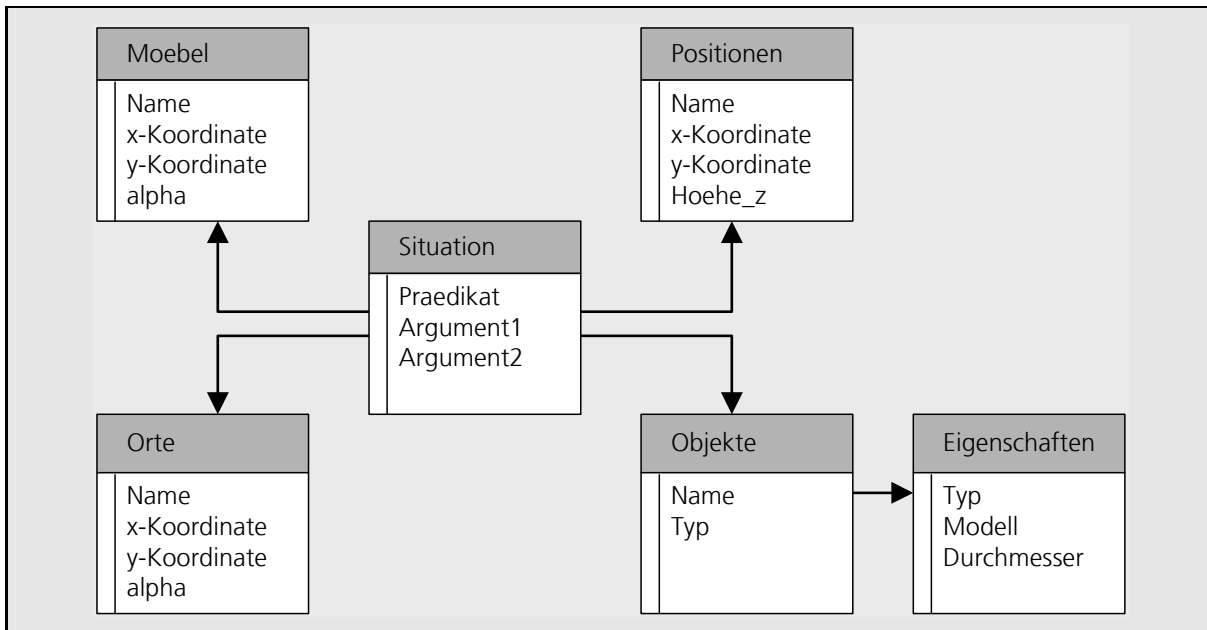 Moebel
Name
x-Koordinate
y-Koordinate
alpha
Positionen
Name
x-Koordinate
y-Koordinate
Hoehe_z
Situation
Praedikat
Argument1
Argument2
Orte
Name
x-Koordinate
y-Koordinate
alpha
Objekte
Name
Typ
Eigenschaften
Typ
Modell
Durchmesser